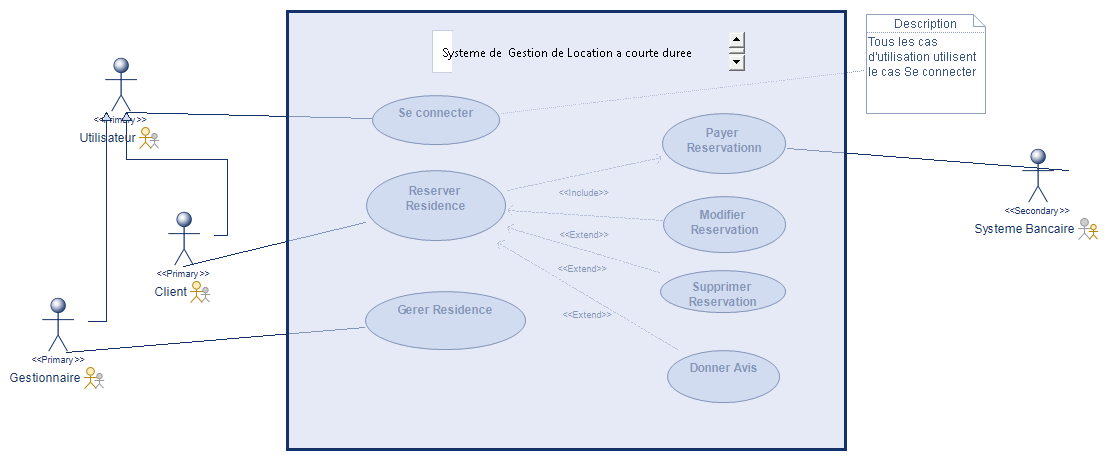 Systeme de Gestion de Location a courte duree
Description
Tous les cas
d'utilisation utilisent
le cas Se connecter
Se connecter
<<Primary>>
Utilisateur
Payer
Reservationn
Reserver
Residence
<<Include>>
Modifier
Reservation
<<Extend>>
<<Secondary>>
Systeme Bancaire
<<Primary>>
Client
<<Extend>>
Supprimer
Reservation
Gerer Residence
<<Extend>>
<<Primary>>
Gestionnaire
Donner Avis